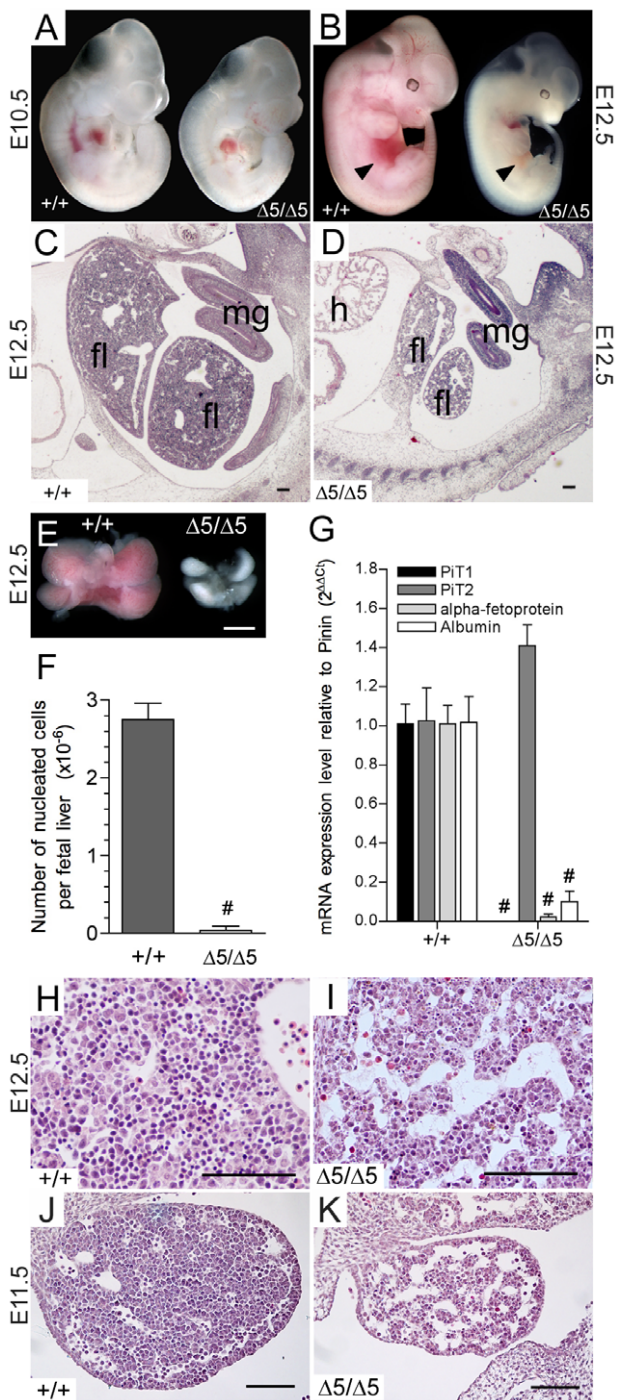 A
B
E10.5
E12.5
+/+
Δ5/Δ5
+/+
Δ5/Δ5
C
D
E12.5
E12.5
fl
mg
fl
h
fl
mg
fl
+/+
Δ5/Δ5
E
+/+
Δ5/Δ5
E12.5
G
PiT1
PiT2
alpha-fetoprotein
Albumin
mRNA expression level relative to Pinin (2^ΔΔCt)
1.8
1.6
1.4
1.2
1.0
0.8
0.6
0.4
0.2
0.0
# # #
+/+ Δ5/Δ5
F
Number of nucleated cells
per fetal liver (x10^-6)
3
2
1
0
#
+/+ Δ5/Δ5
H
I
E12.5
+/+
Δ5/Δ5
J
K
E11.5
+/+
Δ5/Δ5